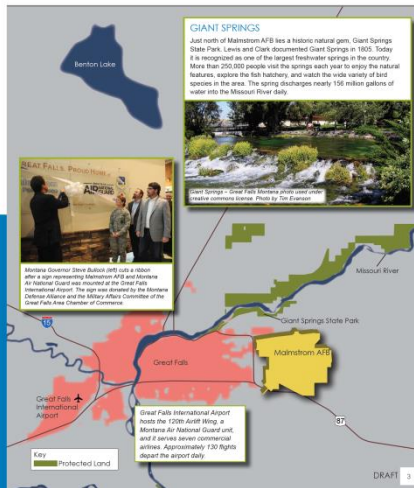 GIANT SPRINGS
Just north of Malmstrom AFB lies a historic natural gem, Giant Springs
State Park. Lewis and Clark documented Giant Springs in 1805. Today
it is recognized as one of the largest freshwater springs in the country.
More than 250,000 people visit the springs each year to enjoy the natural
features, explore the fish hatchery, and watch the wide variety of bird
species in the area. The spring discharges nearly 156 million gallons of
water into the Missouri River daily.
Benton Lake
Giant Springs – Great Falls Montana photo used under
creative commons license. Photo by Tim Evanson
GREAT FALLS, PROUD HOME OF
AIR
Montana Governor Steve Bullock (left) cuts a ribbon
after a sign representing Malmstrom AFB and Montana
Air National Guard was mounted at the Great Falls
International Airport. The sign was donated by the Montana
Defense Alliance and the Military Affairs Committee of the
Great Falls Area Chamber of Commerce.
Missouri River
15
Giant Springs State Park
Great Falls
Malmstrom AFB
Great Falls
International
Airport
87
Great Falls International Airport
hosts the 120th Airlift Wing, a
Montana Air National Guard unit,
and it serves seven commercial
airlines. Approximately 130 flights
depart the airport daily.
Key
Protected Land
DRAFT 3